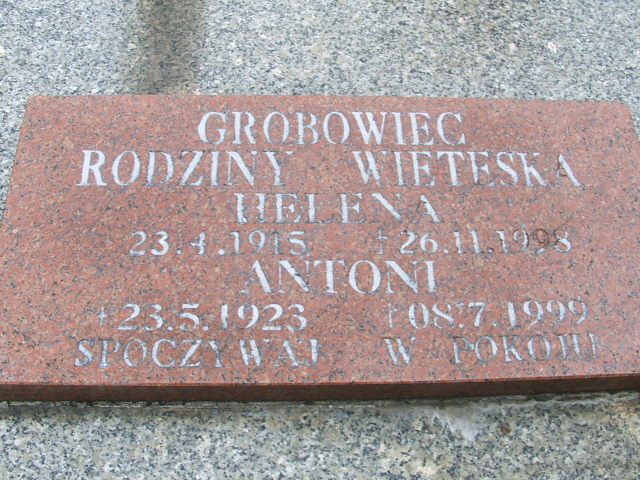 GROBOWIEC
RODZINY WIETESKA
HELENA
* 23.4.1915 † 26.11.1998
ANTONI
* 23.5.1923 † 08.7.1999
SPOCZYWAJ W POKOJU